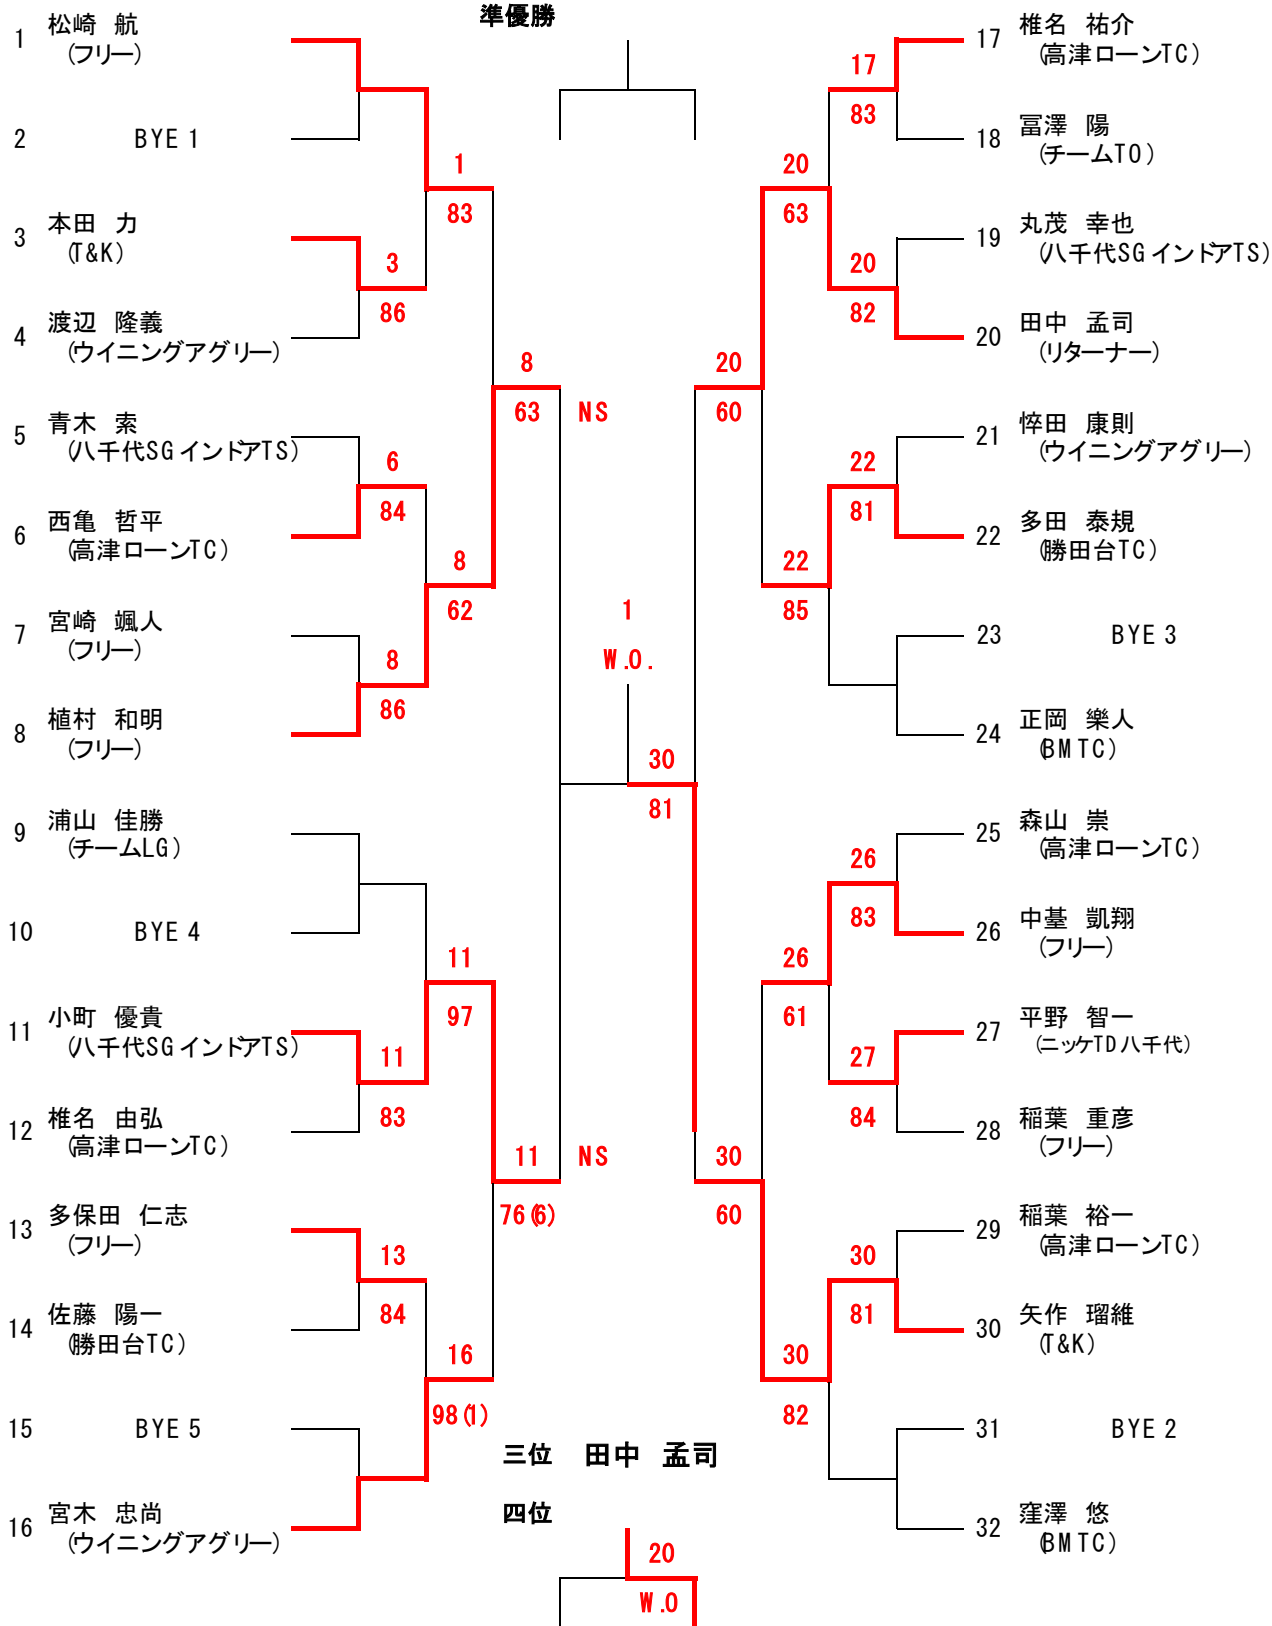 準優勝
1 松崎 航
(フリー)
2 BYE 1
1
83
3 本田 力
(T&K)
3
86
4 渡辺 隆義
(ウイニングアグリー)
8
63 NS
5 青木 索
(八千代SGインドアTS)
6
84
6 西亀 哲平
(高津ローンTC)
8
62
7 宮崎 颯人
(フリー)
8
86
8 植村 和明
(フリー)
1
W.O.
30
81
9 浦山 佳勝
(チームLG)
10 BYE 4
11
97
11 小町 優貴
(八千代SGインドアTS)
11
83
12 椎名 由弘
(高津ローンTC)
11 NS
76(6)
13 多保田 仁志
(フリー)
13
84
14 佐藤 陽一
(勝田台TC)
16
98(1)
15 BYE 5
16 宮木 忠尚
(ウイニングアグリー)
17 椎名 祐介
(高津ローンTC)
17
83
18 冨澤 陽
(チームTO)
20
63
19 丸茂 幸也
(八千代SGインドアTS)
20
82
20 田中 孟司
(リターナー)
20
60
21 悴田 康則
(ウイニングアグリー)
22
81
22 多田 泰規
(勝田台TC)
22
85
23 BYE 3
24 正岡 樂人
(BMTC)
25 森山 崇
(高津ローンTC)
26
83
26 中基 凱翔
(フリー)
26
61
27 平野 智一
(ニッケTD八千代)
27
84
28 稲葉 重彦
(フリー)
30
60
29 稲葉 裕一
(高津ローンTC)
30
81
30 矢作 瑠維
(T&K)
30
82
31 BYE 2
32 窪澤 悠
(BMTC)
三位 田中 孟司
四位
20
W.O